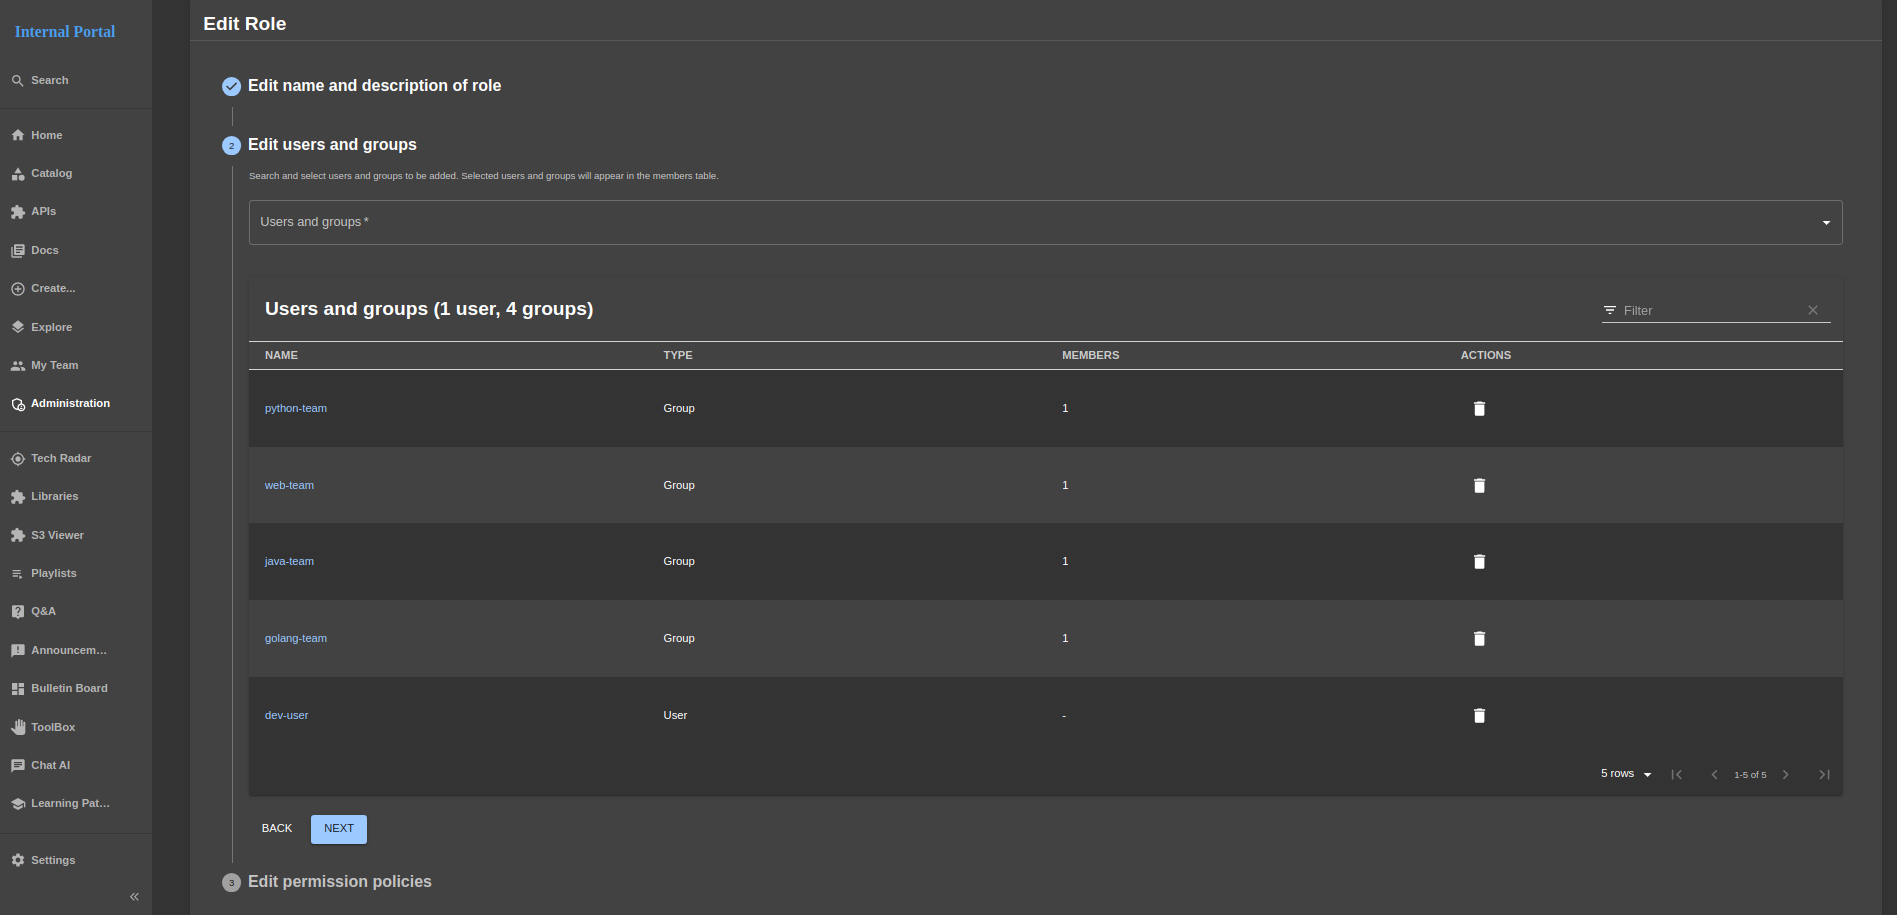 Internal Portal
Search
Home
Catalog
APIs
Docs
Create...
Explore
My Team
Administration
Tech Radar
Libraries
S3 Viewer
Playlists
Q&A
Announcem…
Bulletin Board
ToolBox
Chat AI
Learning Pat…
Settings
Edit Role
Edit name and description of role
2 Edit users and groups
Search and select users and groups to be added. Selected users and groups will appear in the members table.
Users and groups *
Users and groups (1 user, 4 groups)
Filter
NAME TYPE MEMBERS ACTIONS
python-team Group 1
web-team Group 1
java-team Group 1
golang-team Group 1
dev-user User -
5 rows 1-5 of 5
BACK NEXT
3 Edit permission policies